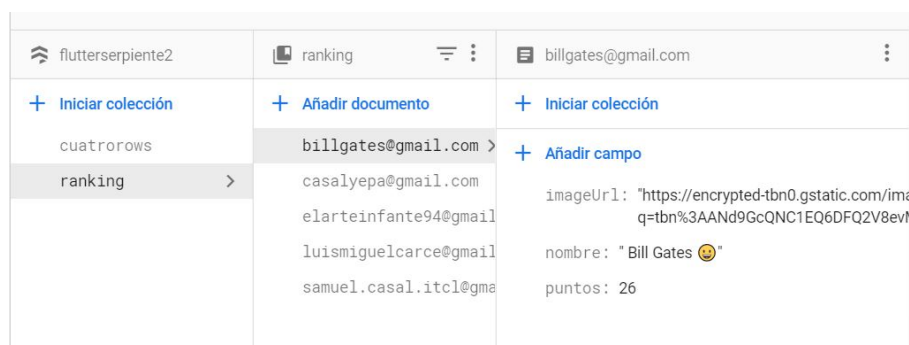 flutterserpiente2
Iniciar colección
cuatrorows
ranking
ranking
Añadir documento
billgates@gmail.com
casalyepa@gmail.com
elarteinfante94@gmail
luismiguelcarce@gmail
samuel.casal.itcl@gma
billgates@gmail.com
Iniciar colección
Añadir campo
imageUrl: "https://encrypted-tbn0.gstatic.com/ima
q=tbn%3AANd9GcQNC1EQ6DFQ2V8evM
nombre: " Bill Gates 😀"
puntos: 26